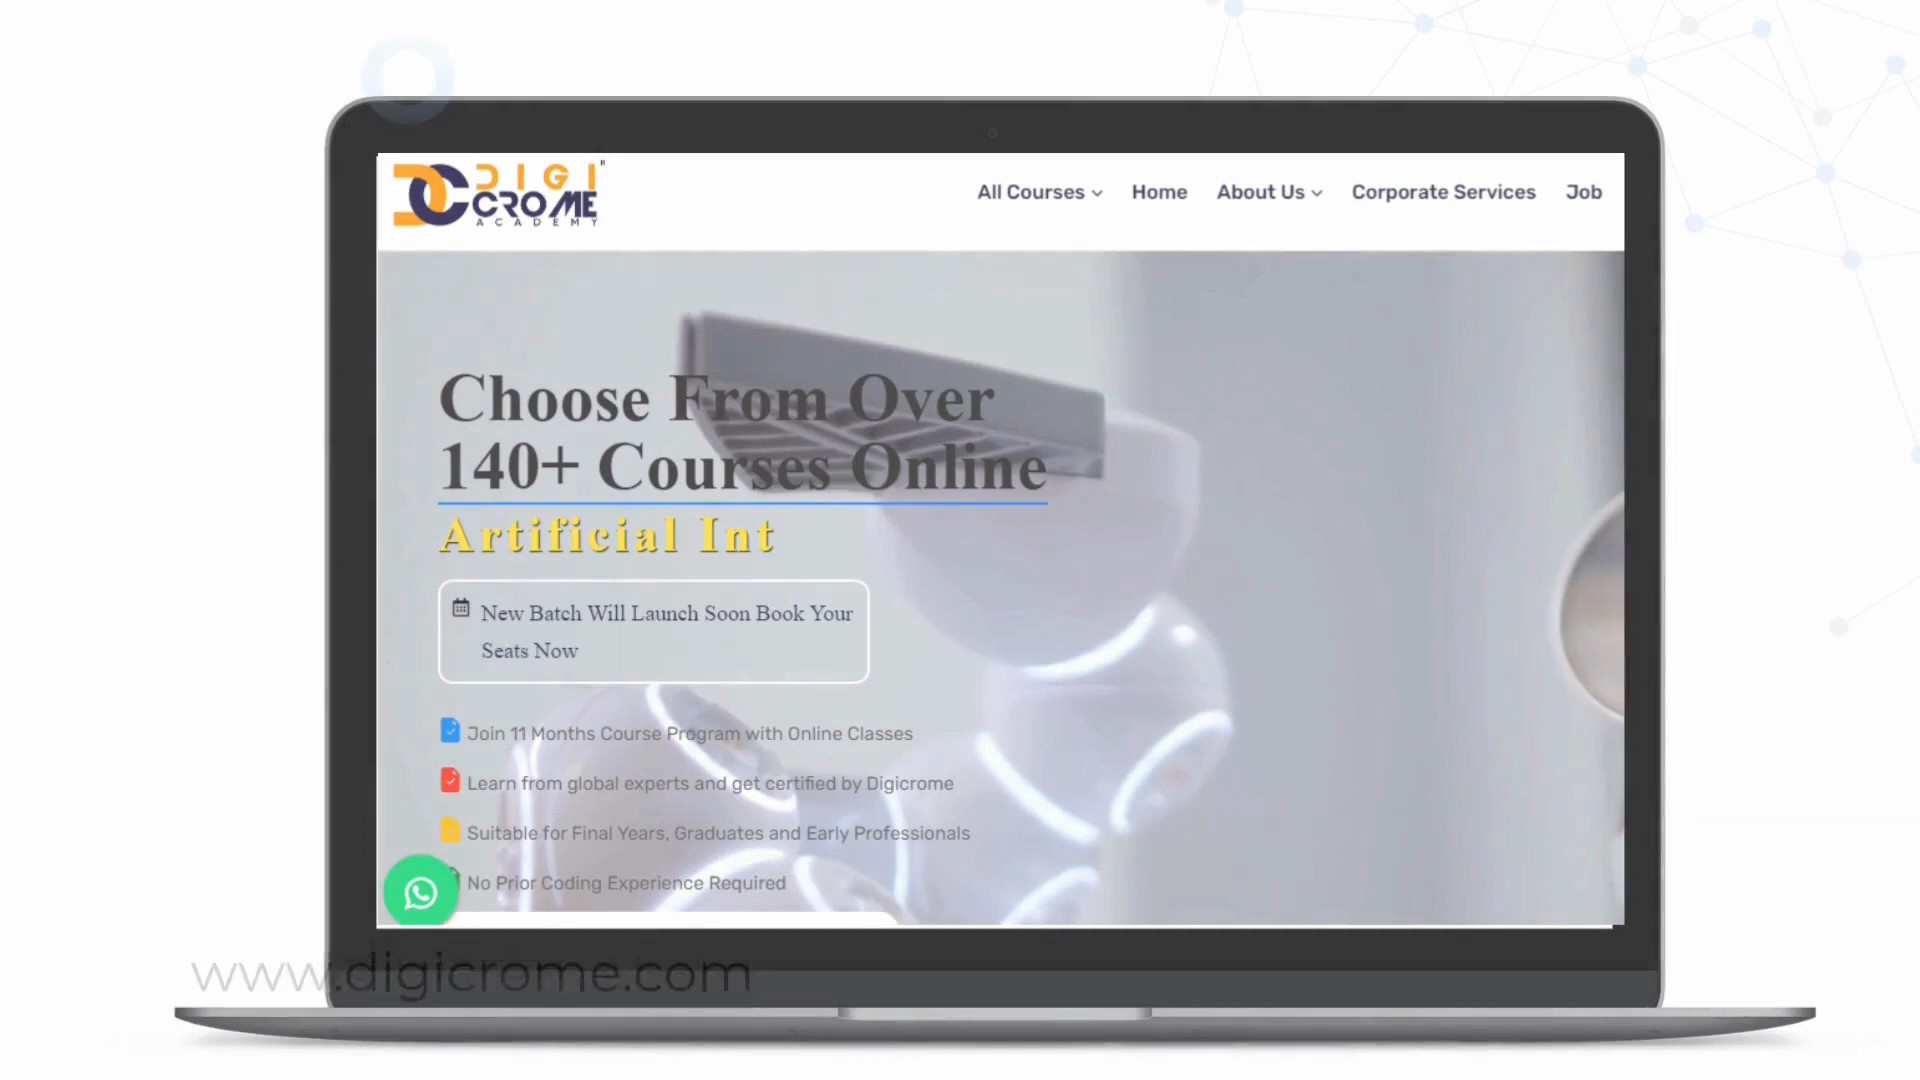 DIGI
CROME
ACADEMY
All Courses
Home
About Us
Corporate Services
Job
Choose From Over
140+ Courses Online
Artificial Int
New Batch Will Launch Soon Book Your
Seats Now
Join 11 Months Course Program with Online Classes
Learn from global experts and get certified by Digicrome
Suitable for Final Years, Graduates and Early Professionals
No Prior Coding Experience Required
www.digicrome.com